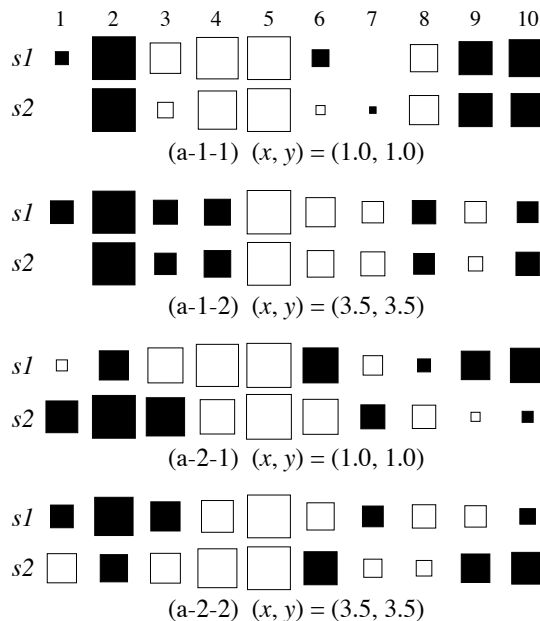 1 2 3 4 5 6 7 8 9 10
s1
s2
(a-1-1) (x, y) = (1.0, 1.0)
s1
s2
(a-1-2) (x, y) = (3.5, 3.5)
s1
s2
(a-2-1) (x, y) = (1.0, 1.0)
s1
s2
(a-2-2) (x, y) = (3.5, 3.5)